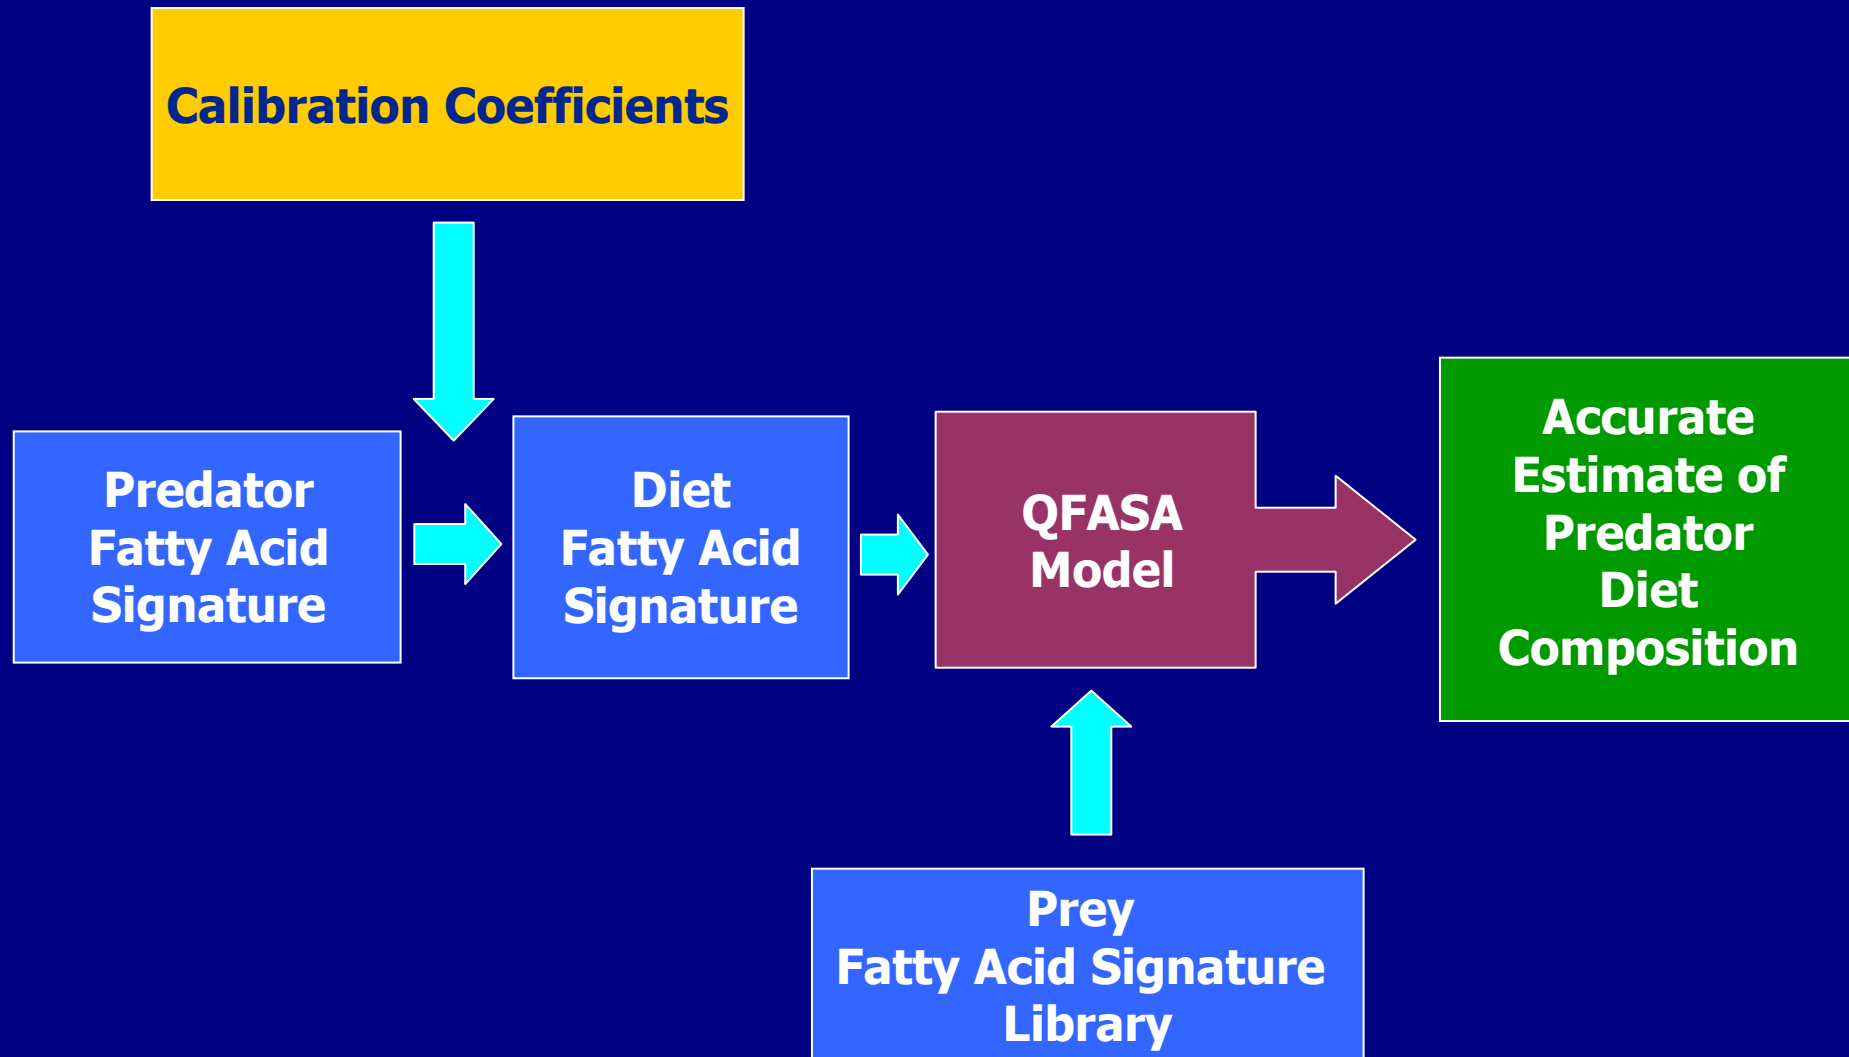 Calibration Coefficients
Predator
Fatty Acid
Signature
Diet
Fatty Acid
Signature
QFASA
Model
Accurate
Estimate of
Predator
Diet
Composition
Prey
Fatty Acid Signature
Library